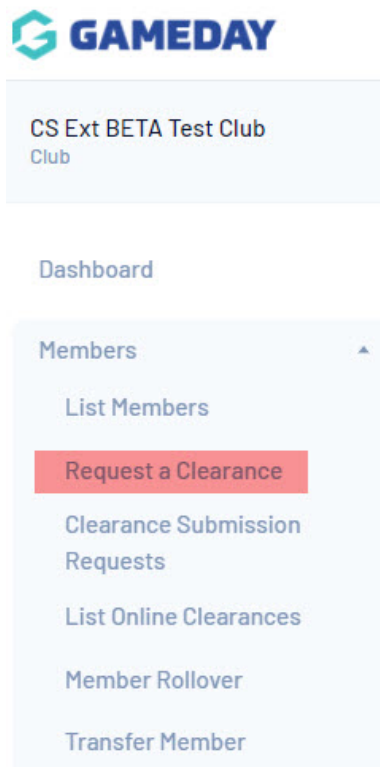 GAMEDAY
CS Ext BETA Test Club
Club
Dashboard
Members
List Members
Request a Clearance
Clearance Submission
Requests
List Online Clearances
Member Rollover
Transfer Member